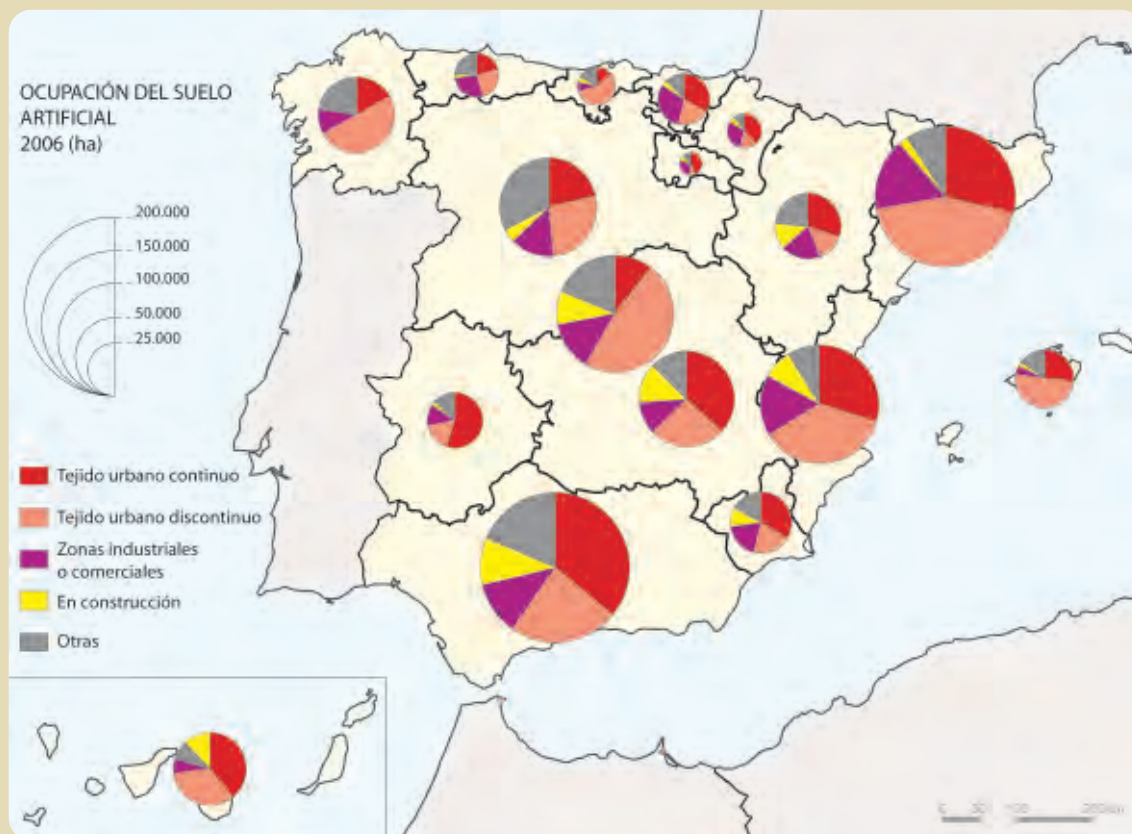 OCUPACIÓN DEL SUELO
ARTIFICIAL
2006 (ha)
200.000
150.000
100.000
50.000
25.000
Tejido urbano continuo
Tejido urbano discontinuo
Zonas industriales
o comerciales
En construcción
Otras